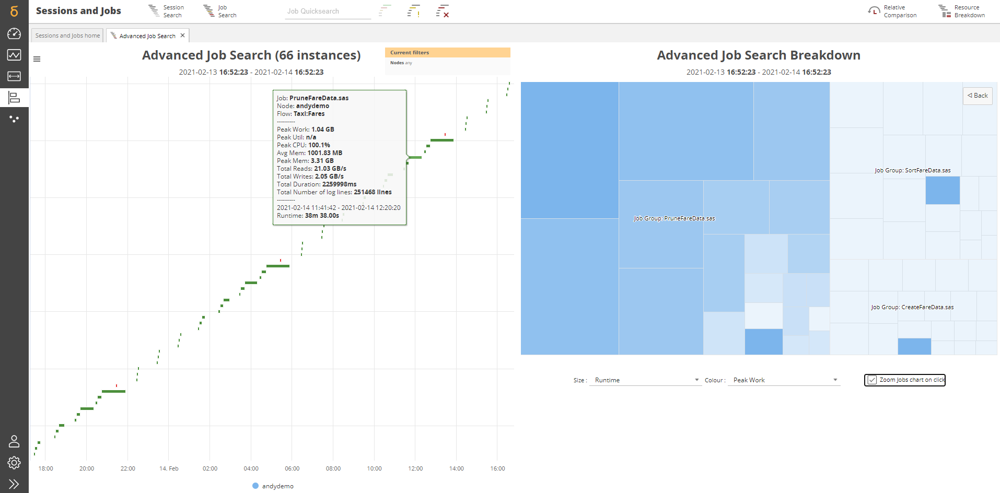 Sessions and Jobs
Session
Search
Job
Search
Job Quicksearch
Relative
Comparison
Resource
Breakdown
Sessions and Jobs home
Advanced Job Search
Advanced Job Search (66 instances)
2021-02-13 16:52:23 - 2021-02-14 16:52:23
Current filters
Nodes any
Job: PruneFareData.sas
Node: andydemo
Flow: TaxI:Fares
---------
Peak Work: 1.04 GB
Peak Util: n/a
Peak CPU: 100.1%
Avg Mem: 1001.83 MB
Peak Mem: 3.31 GB
Total Reads: 21.03 GB/s
Total Writes: 2.05 GB/s
Total Duration: 2259998ms
Total Number of log lines: 251468 lines
---------
2021-02-14 11:41:42 - 2021-02-14 12:20:20
Runtime: 38m 38.00s
18:00 20:00 22:00 14. Feb 02:00 04:00 06:00 08:00 10:00 12:00 14:00 16:00
andydemo
Advanced Job Search Breakdown
2021-02-13 16:52:23 - 2021-02-14 16:52:23
Back
Job Group: SortFareData.sas
Job Group: PruneFareData.sas
Job Group: CreateFareData.sas
Size : Runtime
Colour : Peak Work
Zoom Jobs chart on click